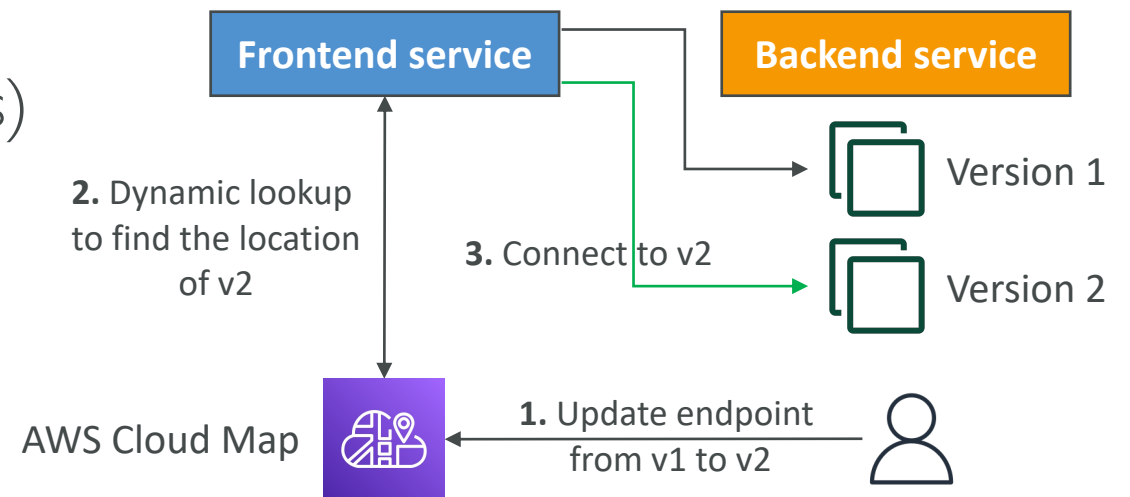 Frontend service
Backend service
s)
Version 1
2. Dynamic lookup
to find the location
of v2
3. Connect to v2
Version 2
AWS Cloud Map
1. Update endpoint
from v1 to v2